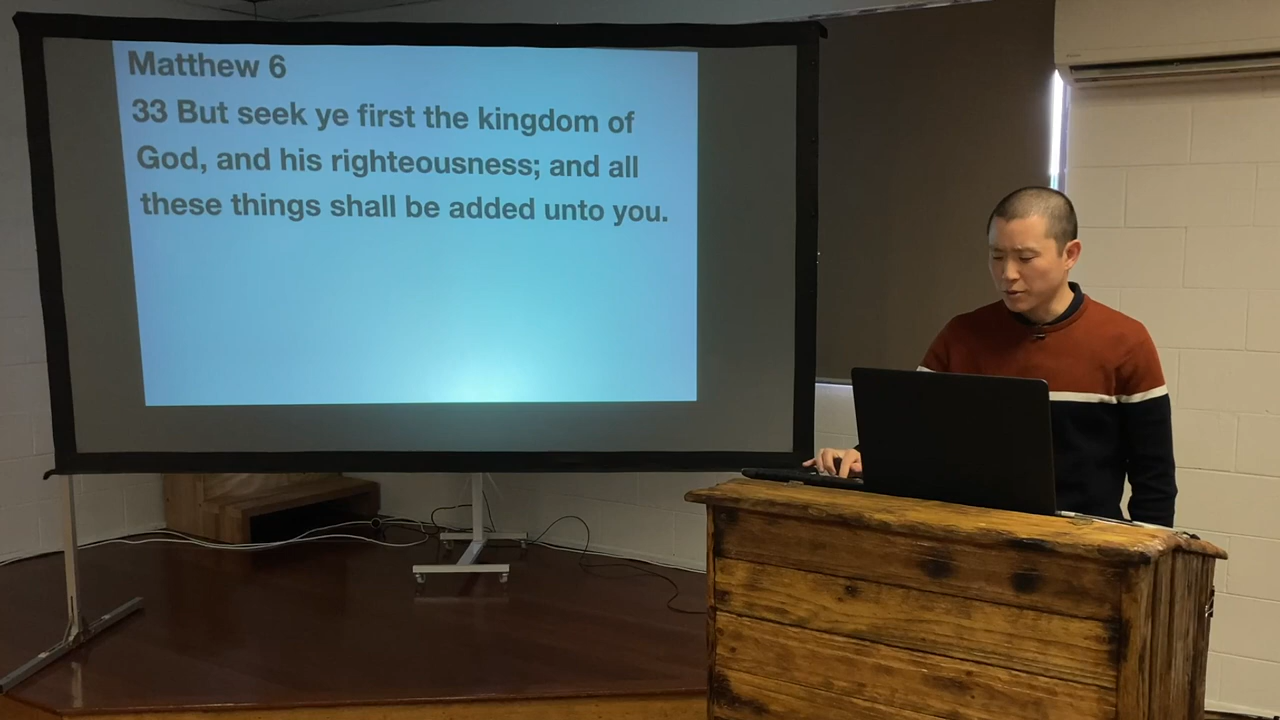 Matthew 6
33 But seek ye first the kingdom of
God, and his righteousness; and all
these things shall be added unto you.